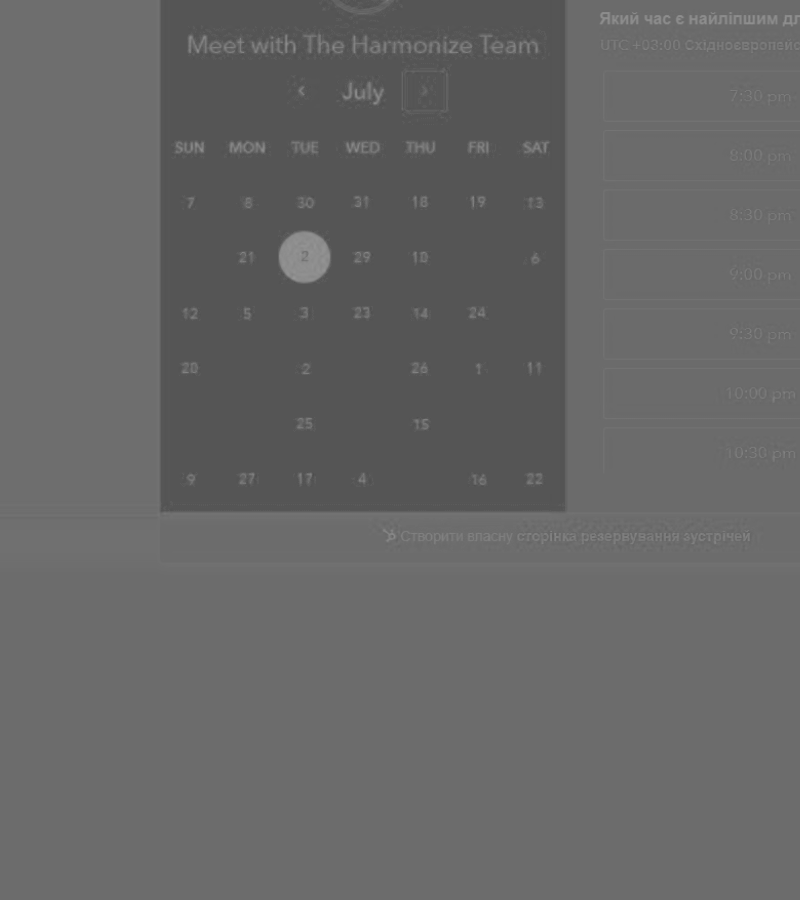 Meet with The Harmonize Team
‹ July ›
SUN MON TUE WED THU FRI SAT
7 8 30 31 18 19 13
21 2 29 10 6
12 5 3 23 14 24
20 2 26 1 11
25 15
9 27 17 4 16 22
Який час є найліпшим дл
UTC +03:00 Східноєвропейс
7:30 pm
8:00 pm
8:30 pm
9:00 pm
9:30 pm
10:00 pm
10:30 pm
Створити власну сторінка резервування зустрічей